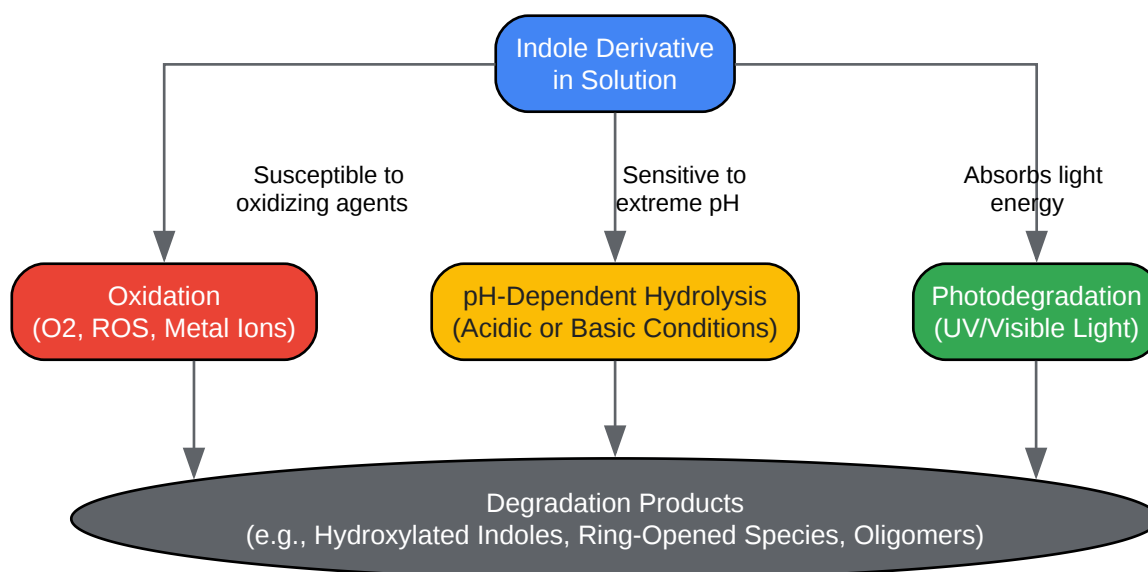 Indole Derivative
in Solution
Susceptible to
oxidizing agents
Sensitive to
extreme pH
Absorbs light
energy
Oxidation
(O2, ROS, Metal Ions)
pH-Dependent Hydrolysis
(Acidic or Basic Conditions)
Photodegradation
(UV/Visible Light)
Degradation Products
(e.g., Hydroxylated Indoles, Ring-Opened Species, Oligomers)